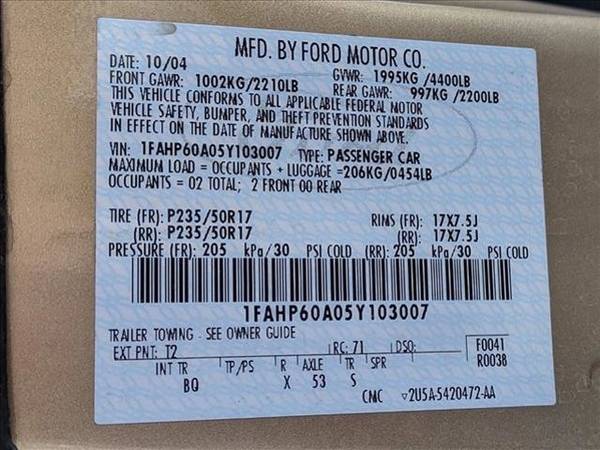 MFD. BY FORD MOTOR CO.
DATE: 10/04 GVWR: 1995KG /4400LB
FRONT GAWR: 1002KG/2210LB REAR GAWR: 997KG /2200LB
THIS VEHICLE CONFORMS TO ALL APPLICABLE FEDERAL MOTOR
VEHICLE SAFETY, BUMPER, AND THEFT PREVENTION STANDARDS
IN EFFECT ON THE DATE OF MANUFACTURE SHOWN ABOVE.
VIN: 1FAHP60A05Y103007 TYPE: PASSENGER CAR
MAXIMUM LOAD = OCCUPANTS + LUGGAGE =206KG/0454LB
OCCUPANTS = 02 TOTAL; 2 FRONT 00 REAR
TIRE (FR): P235/50R17 RIMS (FR): 17X7.5J
(RR): P235/50R17 (RR): 17X7.5J
PRESSURE (FR): 205 kPa/30 PSI COLD (RR): 205 kPa/30 PSI COLD
1FAHP60A05Y103007
TRAILER TOWING - SEE OWNER GUIDE
EXT PNT: T2 RC: 71 DSO: F0041
INT TR TP/PS R AXLE TR SPR R0038
BQ X 53 S
CMC ▽2U5A-5420472-AA